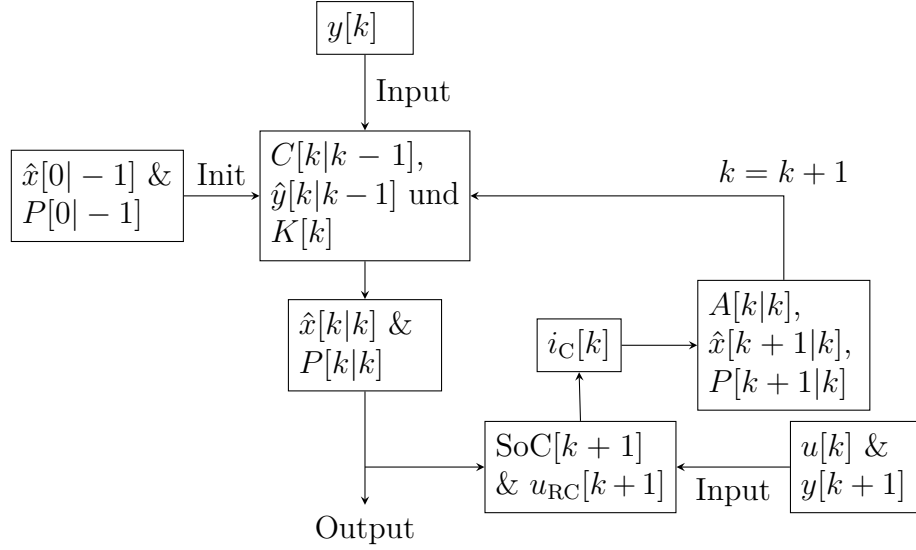 y[k]
Input
x̂[0| − 1] &
P[0| − 1]
Init
C[k|k − 1],
ŷ[k|k−1] und
K[k]
k = k + 1
x̂[k|k] &
P[k|k]
i_C[k]
A[k|k],
x̂[k + 1|k],
P[k + 1|k]
SoC[k + 1]
& u_RC[k+1]
Input
u[k] &
y[k+1]
Output